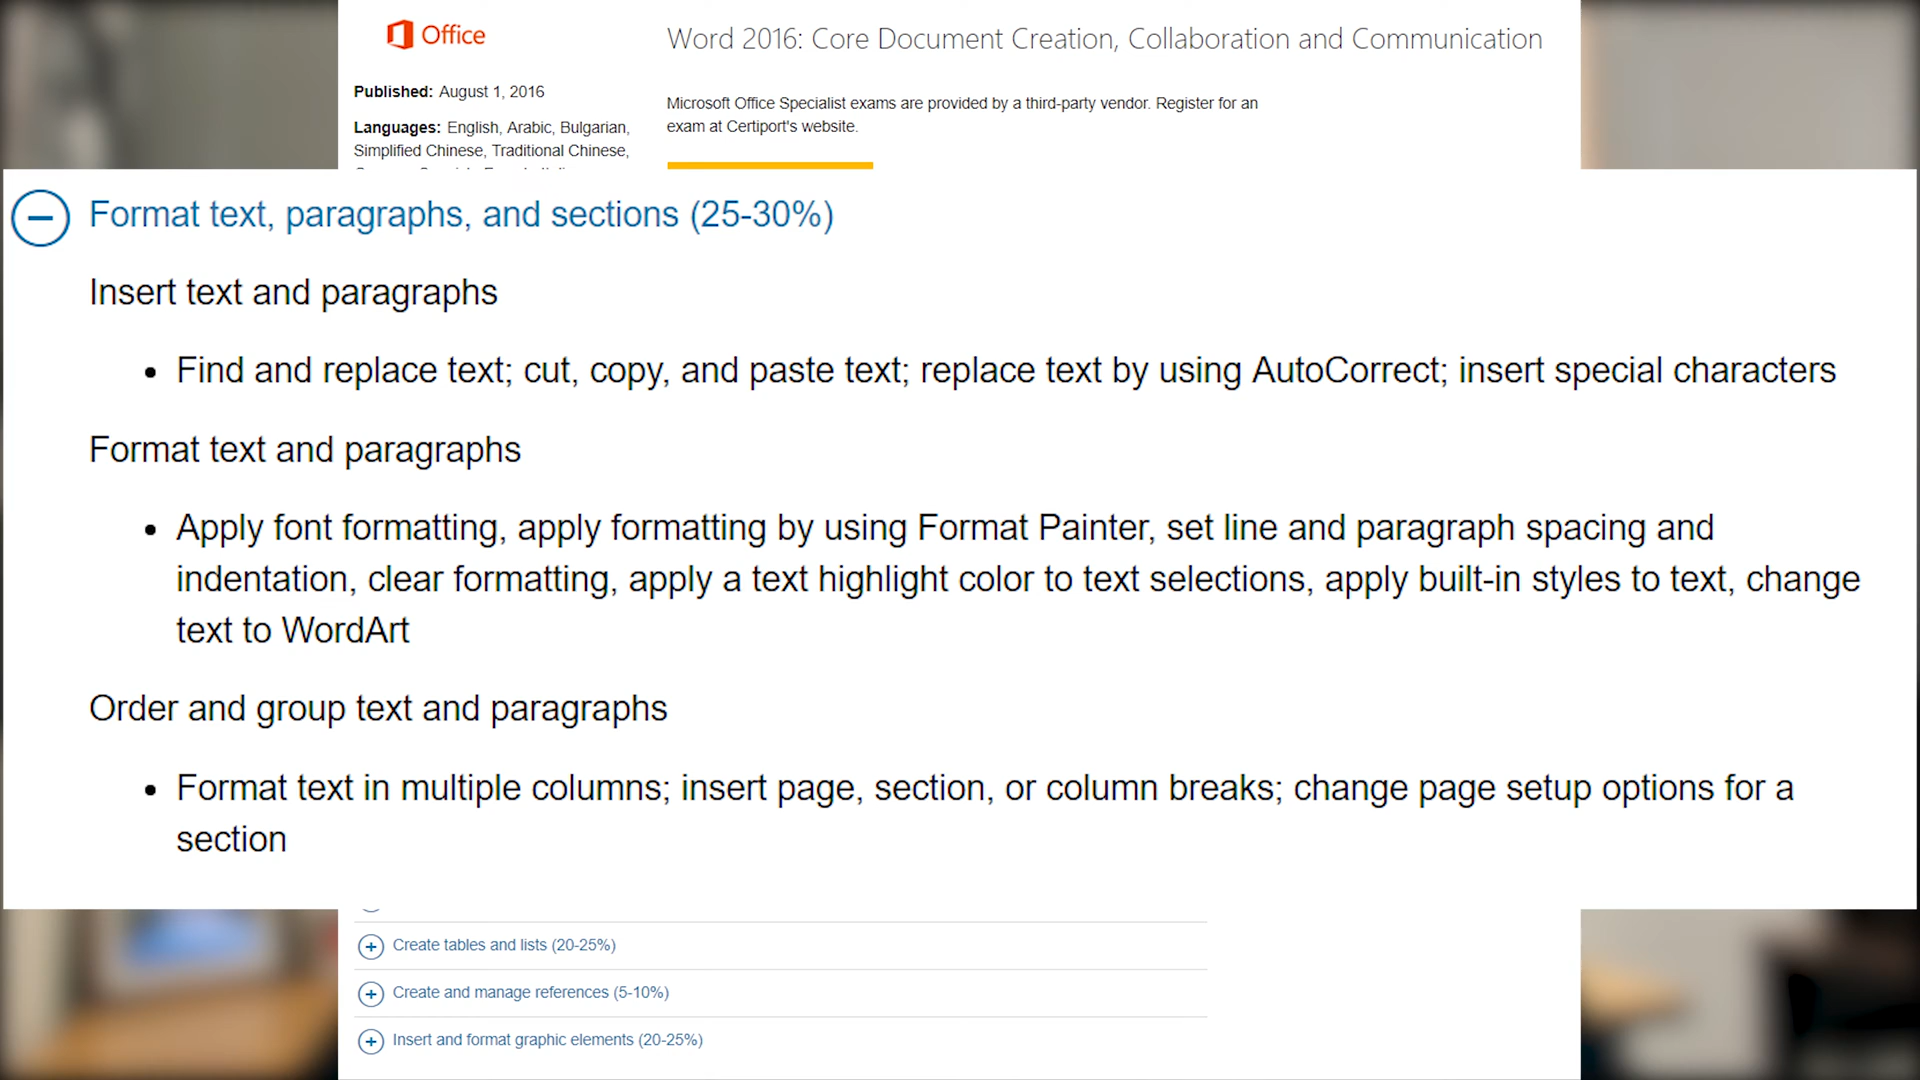 Office
Word 2016: Core Document Creation, Collaboration and Communication
Published: August 1, 2016
Languages: English, Arabic, Bulgarian,
Simplified Chinese, Traditional Chinese,
Microsoft Office Specialist exams are provided by a third-party vendor. Register for an
exam at Certiport's website.
Format text, paragraphs, and sections (25-30%)
Insert text and paragraphs
• Find and replace text; cut, copy, and paste text; replace text by using AutoCorrect; insert special characters
Format text and paragraphs
• Apply font formatting, apply formatting by using Format Painter, set line and paragraph spacing and
indentation, clear formatting, apply a text highlight color to text selections, apply built-in styles to text, change
text to WordArt
Order and group text and paragraphs
• Format text in multiple columns; insert page, section, or column breaks; change page setup options for a
section
Create tables and lists (20-25%)
Create and manage references (5-10%)
Insert and format graphic elements (20-25%)